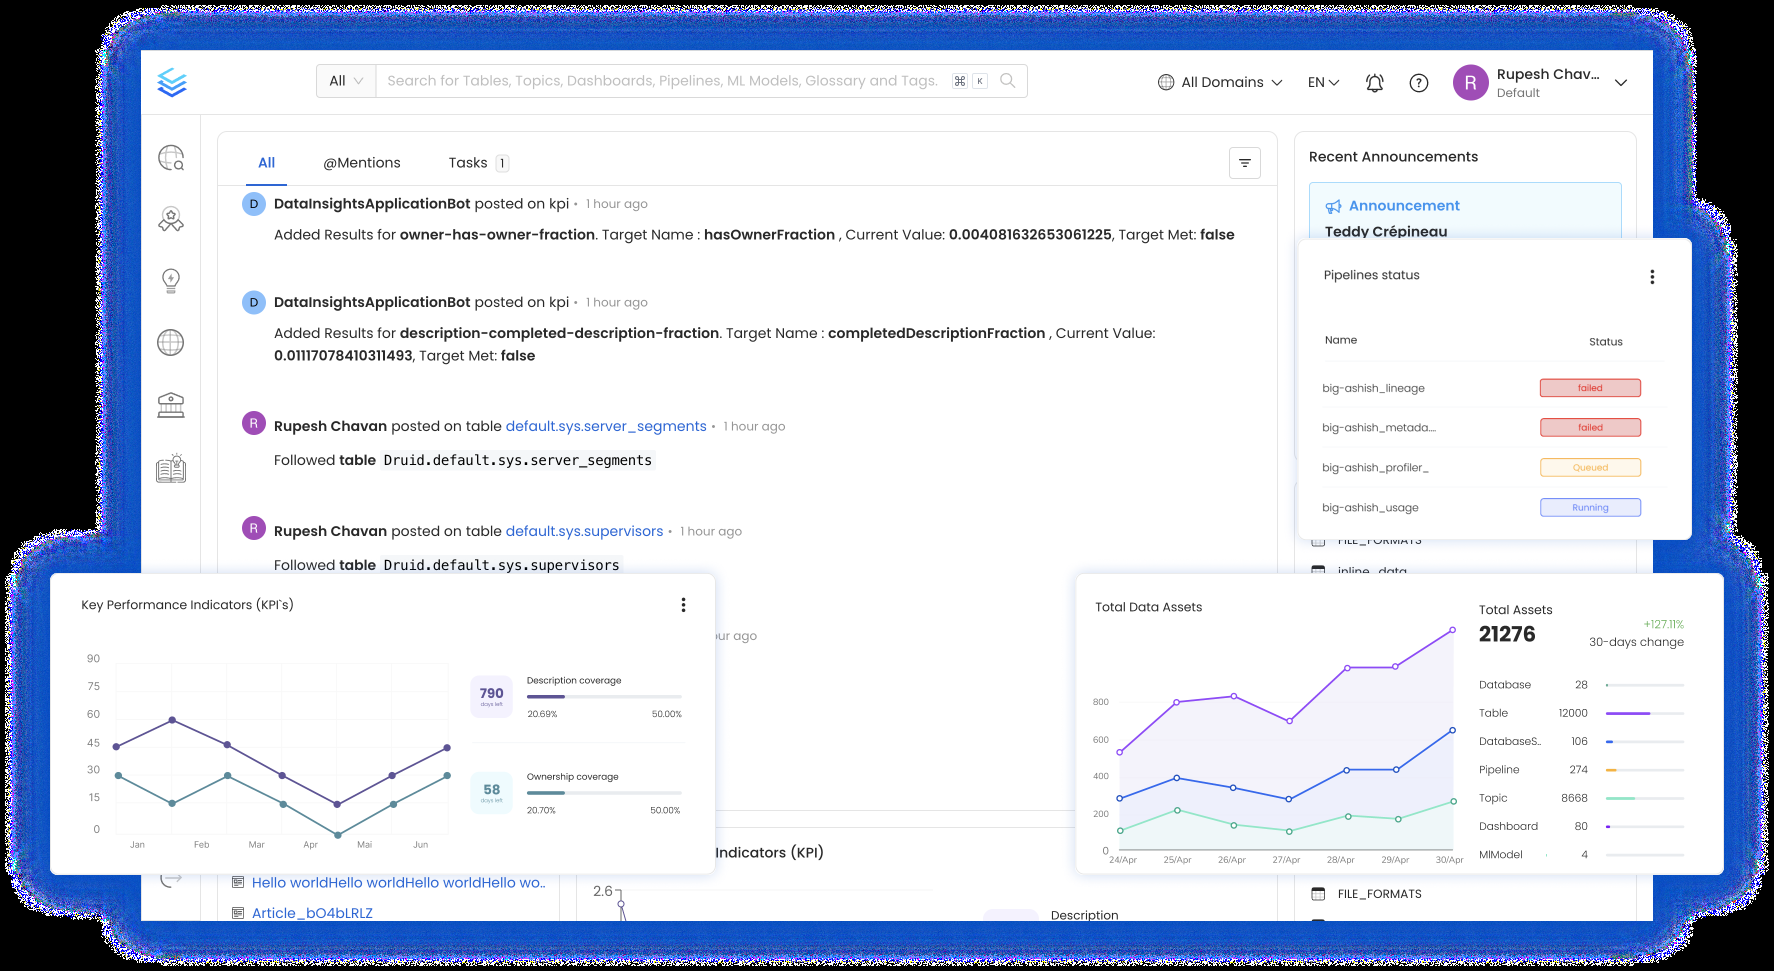 All
Search for Tables, Topics, Dashboards, Pipelines, ML Models, Glossary and Tags.
⌘ K
All Domains
EN
R
Rupesh Chav...
Default
All
@Mentions
Tasks 1
D
DataInsightsApplicationBot posted on kpi • 1 hour ago
Added Results for owner-has-owner-fraction. Target Name : hasOwnerFraction , Current Value: 0.004081632653061225, Target Met: false
D
DataInsightsApplicationBot posted on kpi • 1 hour ago
Added Results for description-completed-description-fraction. Target Name : completedDescriptionFraction , Current Value:
0.01117078410311493, Target Met: false
R
Rupesh Chavan posted on table default.sys.server_segments • 1 hour ago
Followed table Druid.default.sys.server_segments
R
Rupesh Chavan posted on table default.sys.supervisors • 1 hour ago
Followed table Druid.default.sys.supervisors
ur ago
Recent Announcements
Announcement
Teddy Crépineau
Pipelines status
Name Status
big-ashish_lineage failed
big-ashish_metada.... failed
big-ashish_profiler_ Queued
big-ashish_usage Running
FILE_FORMATS
inline_data
Key Performance Indicators (KPI`s)
90
75
60
45
30
15
0
Jan Feb Mar Apr Mai Jun
790
days left
Description coverage
20.69% 50.00%
58
days left
Ownership coverage
20.70% 50.00%
Total Data Assets
800
600
400
200
0
24/Apr 25/Apr 26/Apr 27/Apr 28/Apr 29/Apr 30/Apr
Total Assets
21276
+127.11%
30-days change
Database 28
Table 12000
DatabaseS.. 106
Pipeline 274
Topic 8668
Dashboard 80
MlModel 4
Indicators (KPI)
Hello worldHello worldHello worldHello wo..
Article_bO4bLRLZ
2.6
Description
FILE_FORMATS